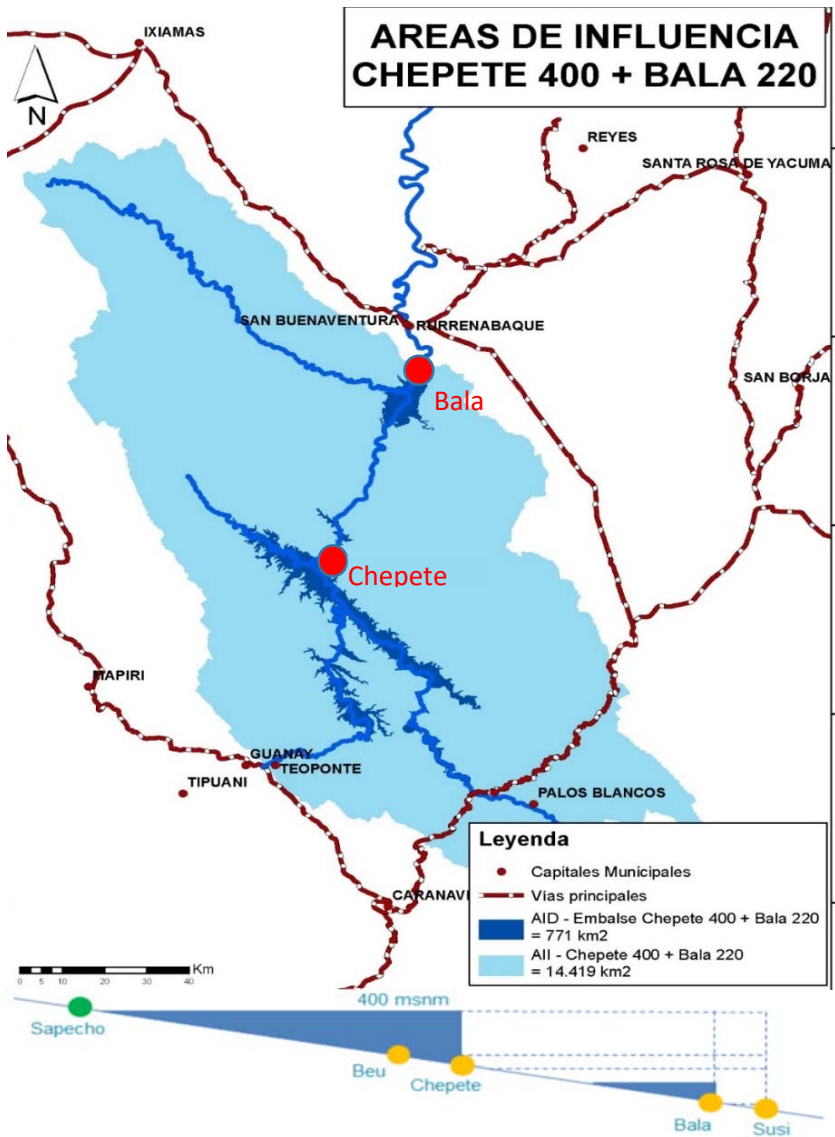 AREAS DE INFLUENCIA
CHEPETE 400 + BALA 220
IXIAMAS
N
REYES
SANTA ROSA DE YACUMA
SAN BUENAVENTURA
RURRENABAQUE
SAN BORJA
Bala
Chepete
MAPIRI
GUANAY
TEOPONTE
TIPUANI
PALOS BLANCOS
CARANAVI
Leyenda
Capitales Municipales
Vías principales
AID - Embalse Chepete 400 + Bala 220
= 771 km2
AII - Chepete 400 + Bala 220
= 14.419 km2
Km
0 5 10 20 30 40
400 msnm
Sapecho
Beu
Chepete
Bala
Susi